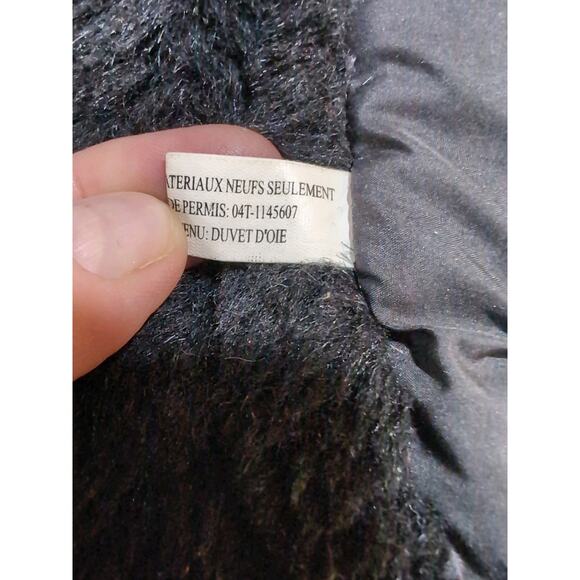 ATERIAUX NEUFS SEULEMENT
DE PERMIS: 04T-1145607
ENU: DUVET D'OIE